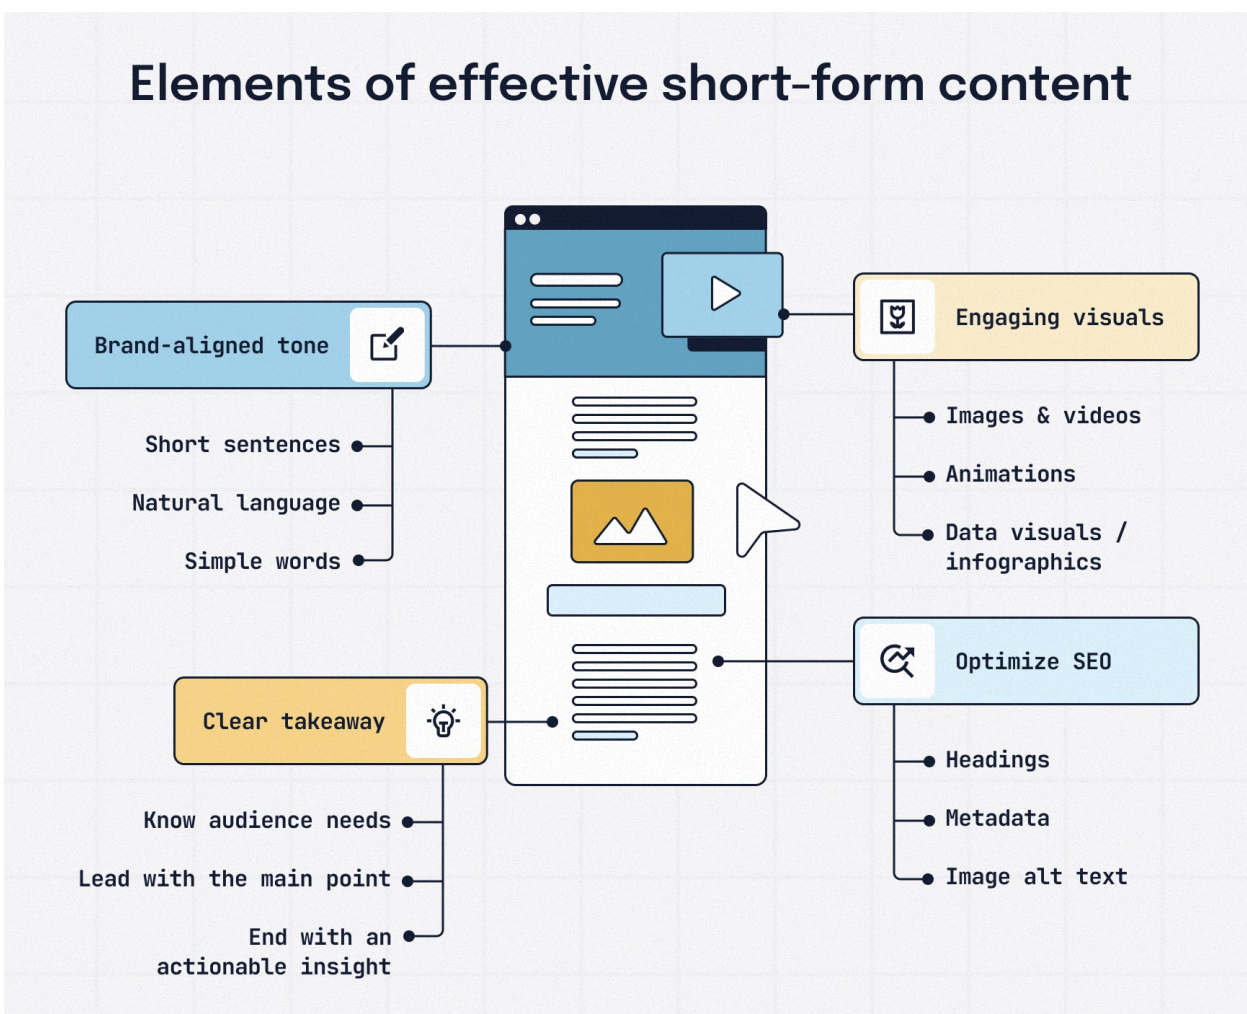 Elements of effective short-form content
Brand-aligned tone
Short sentences
Natural language
Simple words
Clear takeaway
Know audience needs
Lead with the main point
End with an
actionable insight
Engaging visuals
Images & videos
Animations
Data visuals /
infographics
Optimize SEO
Headings
Metadata
Image alt text